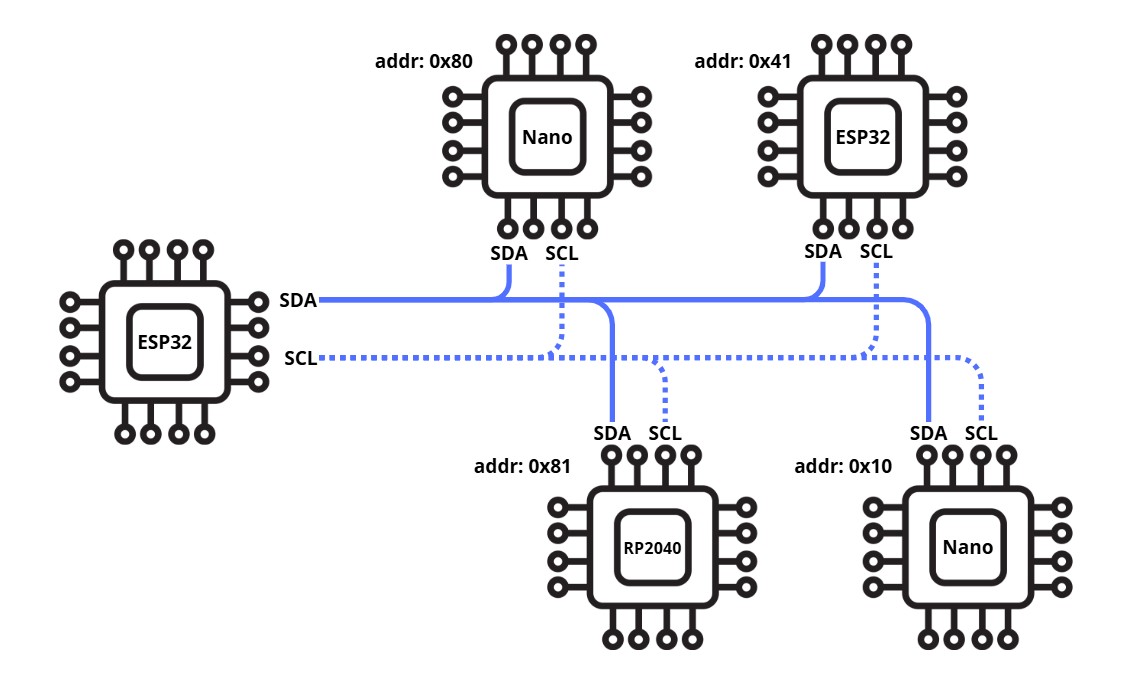 addr: 0x80
Nano
SDA
SCL
addr: 0x41
ESP32
SDA
SCL
ESP32
SDA
SCL
SDA
SCL
addr: 0x81
RP2040
SDA
SCL
addr: 0x10
Nano